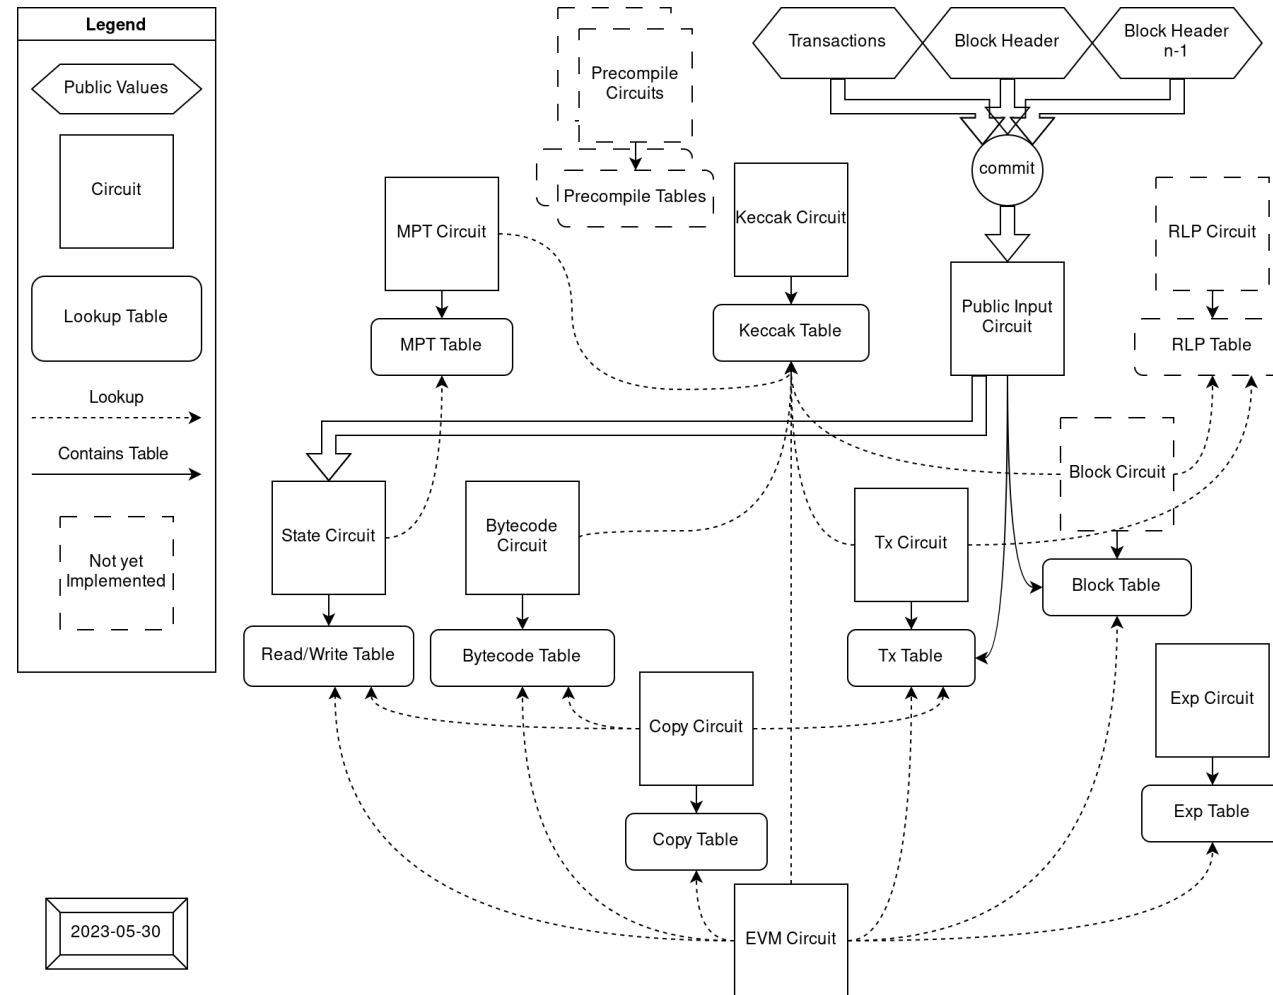 Legend
Public Values
Circuit
Lookup Table
Lookup
Contains Table
Not yet
Implemented
2023-05-30
Transactions
Block Header
Block Header
n-1
commit
Precompile
Circuits
Precompile Tables
MPT Circuit
MPT Table
Keccak Circuit
Keccak Table
Public Input
Circuit
RLP Circuit
RLP Table
State Circuit
Read/Write Table
Bytecode
Circuit
Bytecode Table
Tx Circuit
Tx Table
Block Circuit
Block Table
Copy Circuit
Copy Table
Exp Circuit
Exp Table
EVM Circuit